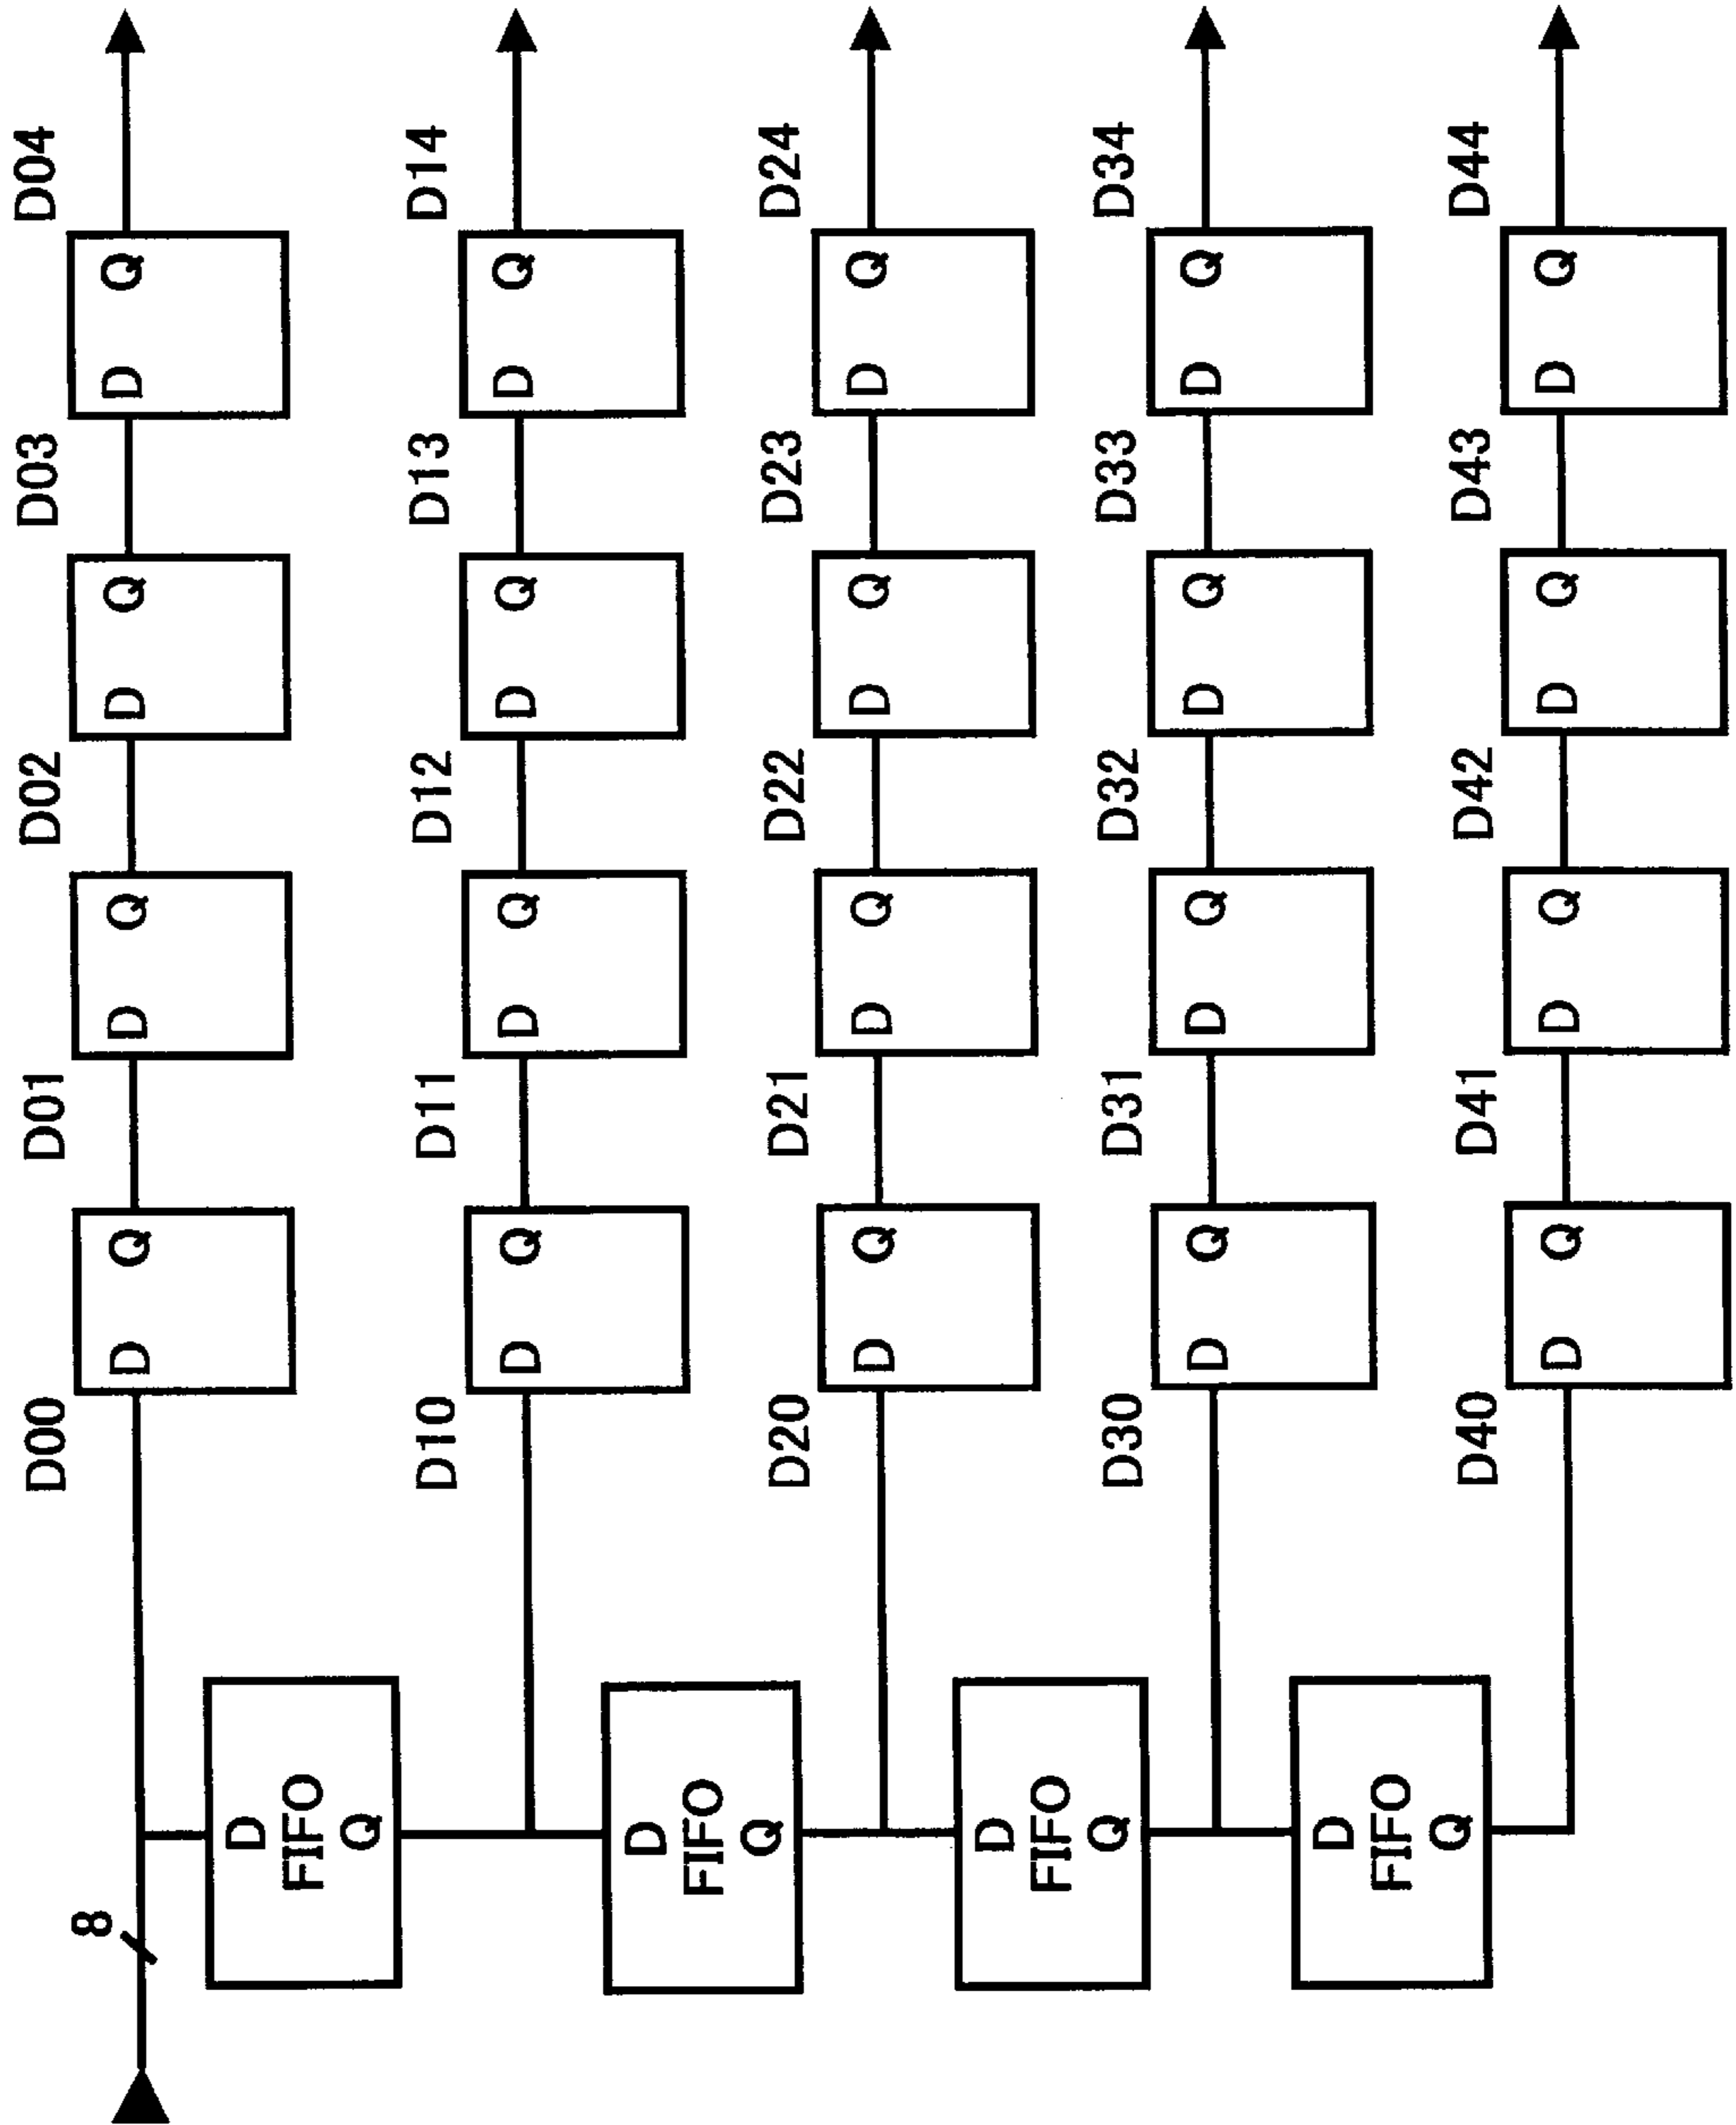 8
D00 D01 D02 D03 D04
D Q D Q D Q D Q
D
FIFO
Q
D10 D11 D12 D13 D14
D Q D Q D Q D Q
D
FIFO
Q
D20 D21 D22 D23 D24
D Q D Q D Q D Q
D
FIFO
Q
D30 D31 D32 D33 D34
D Q D Q D Q D Q
D
FIFO
Q
D40 D41 D42 D43 D44
D Q D Q D Q D Q